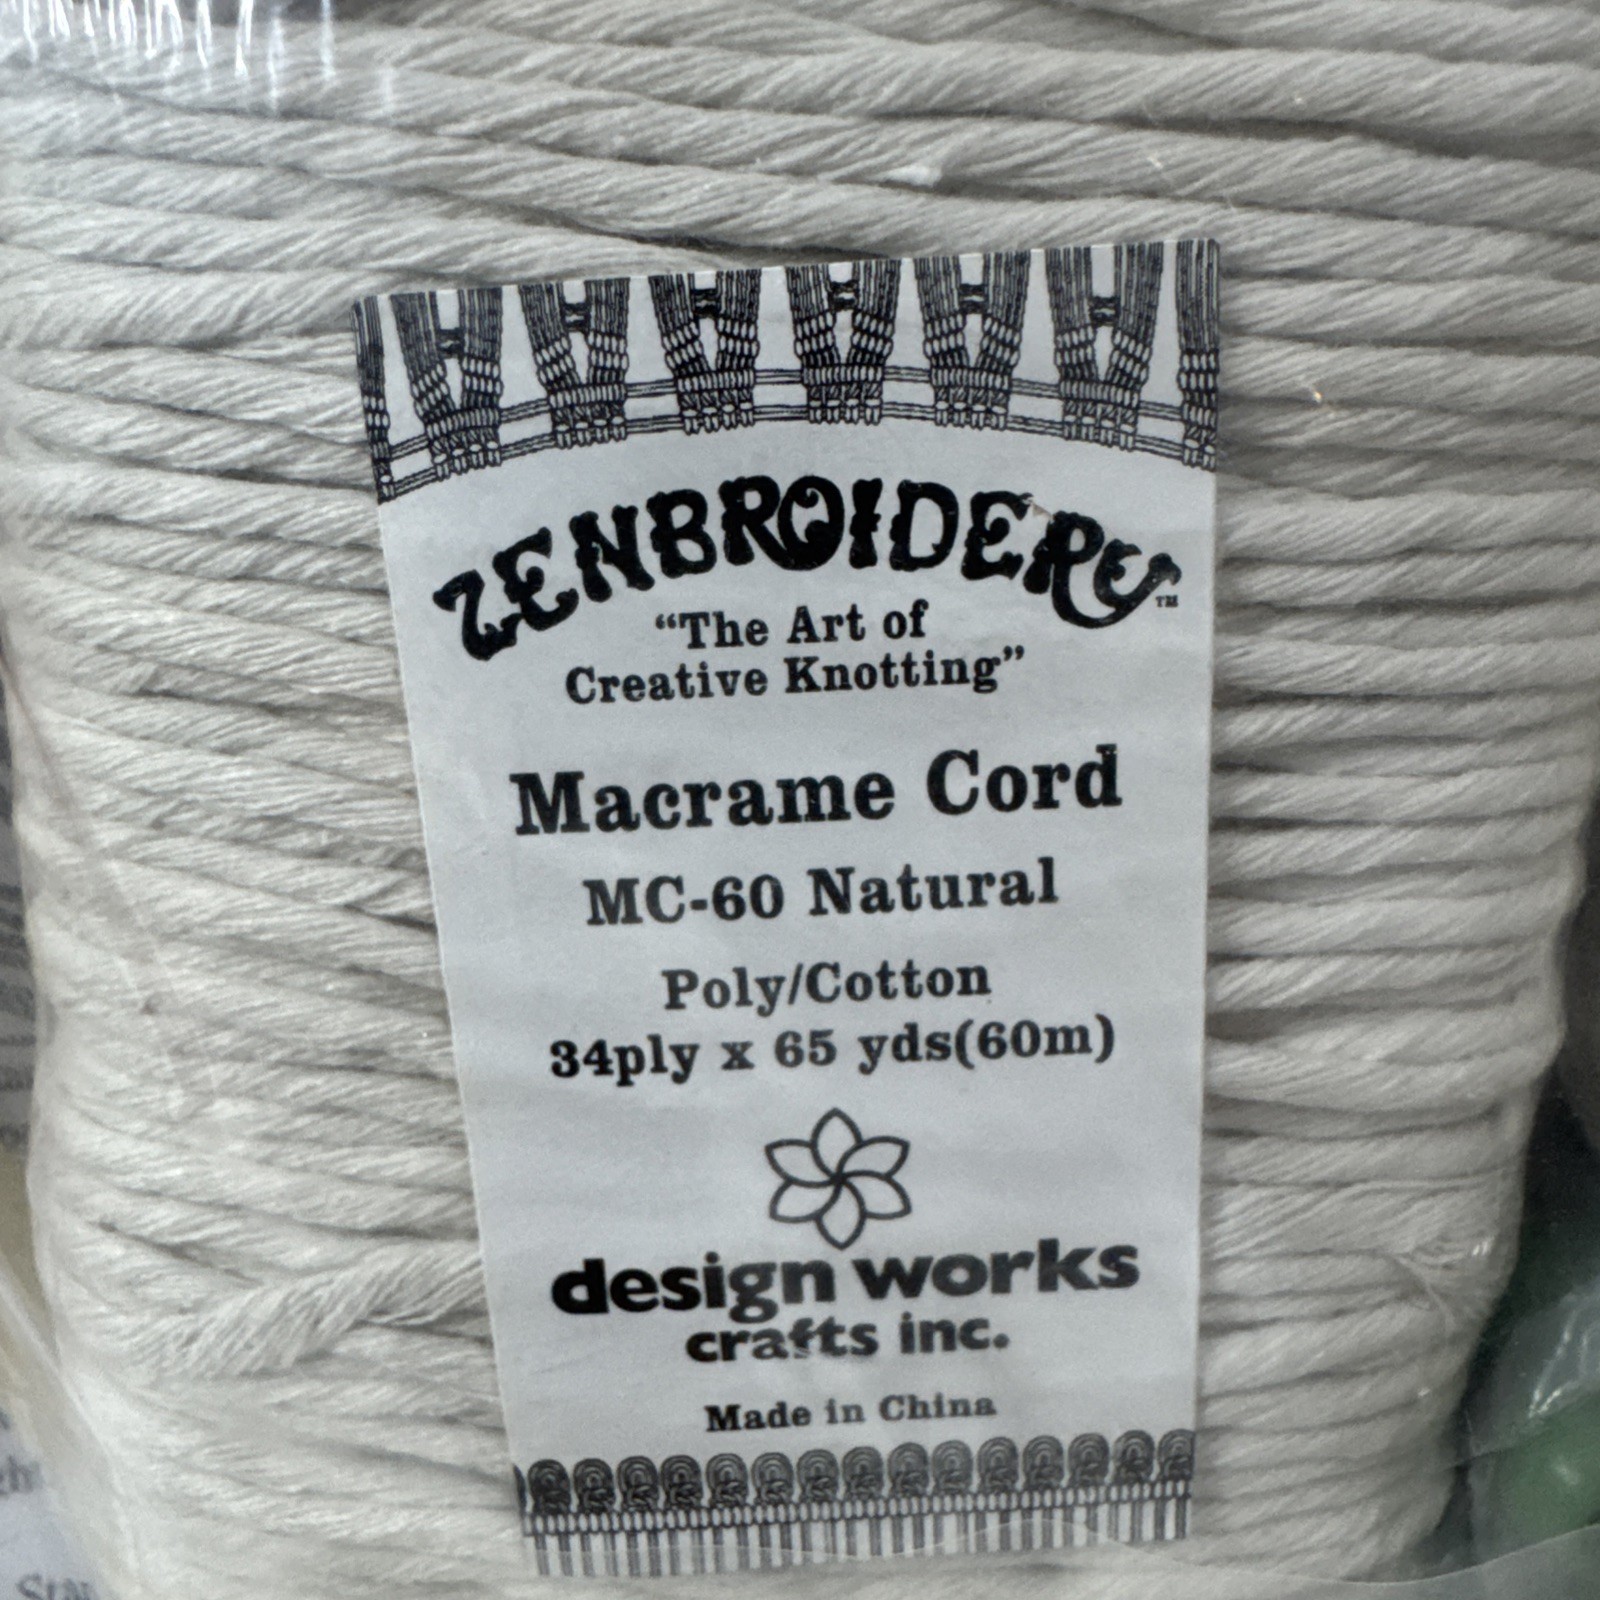 ZENBROIDERY™
“The Art of
Creative Knotting”
Macrame Cord
MC-60 Natural
Poly/Cotton
34ply x 65 yds(60m)
design works
crafts inc.
Made in China